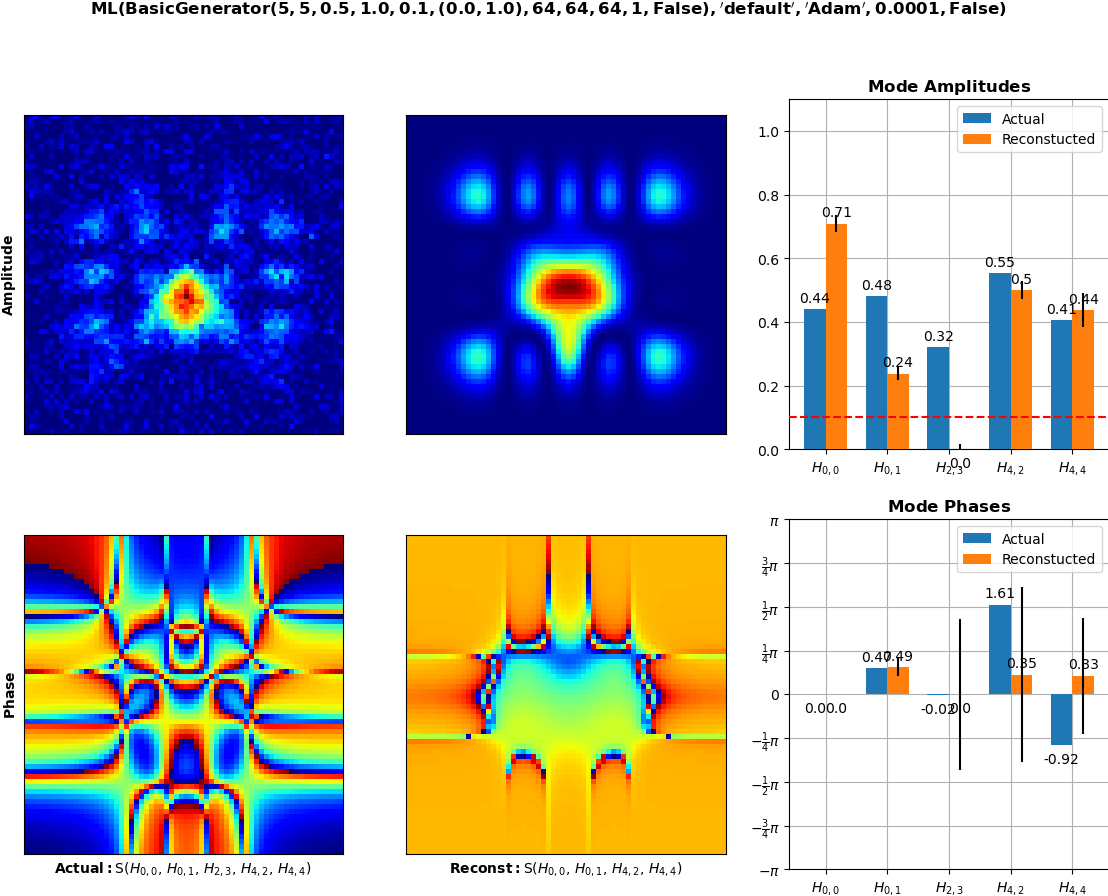 ML(BasicGenerator(5, 5, 0.5, 1.0, 0.1, (0.0, 1.0), 64, 64, 64, 1, False), ′default′, ′Adam′, 0.0001, False)
Mode Amplitudes
Actual
Reconstucted
1.0
0.8
0.6
0.4
0.2
0.0
0.44
0.71
0.48
0.24
0.32
0.0
0.55
0.5
0.41
0.44
H0,0
H0,1
H2,3
H4,2
H4,4
Amplitude
Mode Phases
Actual
Reconstucted
π
3/4π
1/2π
1/4π
0
−1/4π
−1/2π
−3/4π
−π
0.0
0.0
0.47
0.49
-0.02
0.0
1.61
0.35
-0.92
0.33
H0,0
H0,1
H2,3
H4,2
H4,4
Phase
Actual: S(H0,0, H0,1, H2,3, H4,2, H4,4)
Reconst: S(H0,0, H0,1, H4,2, H4,4)